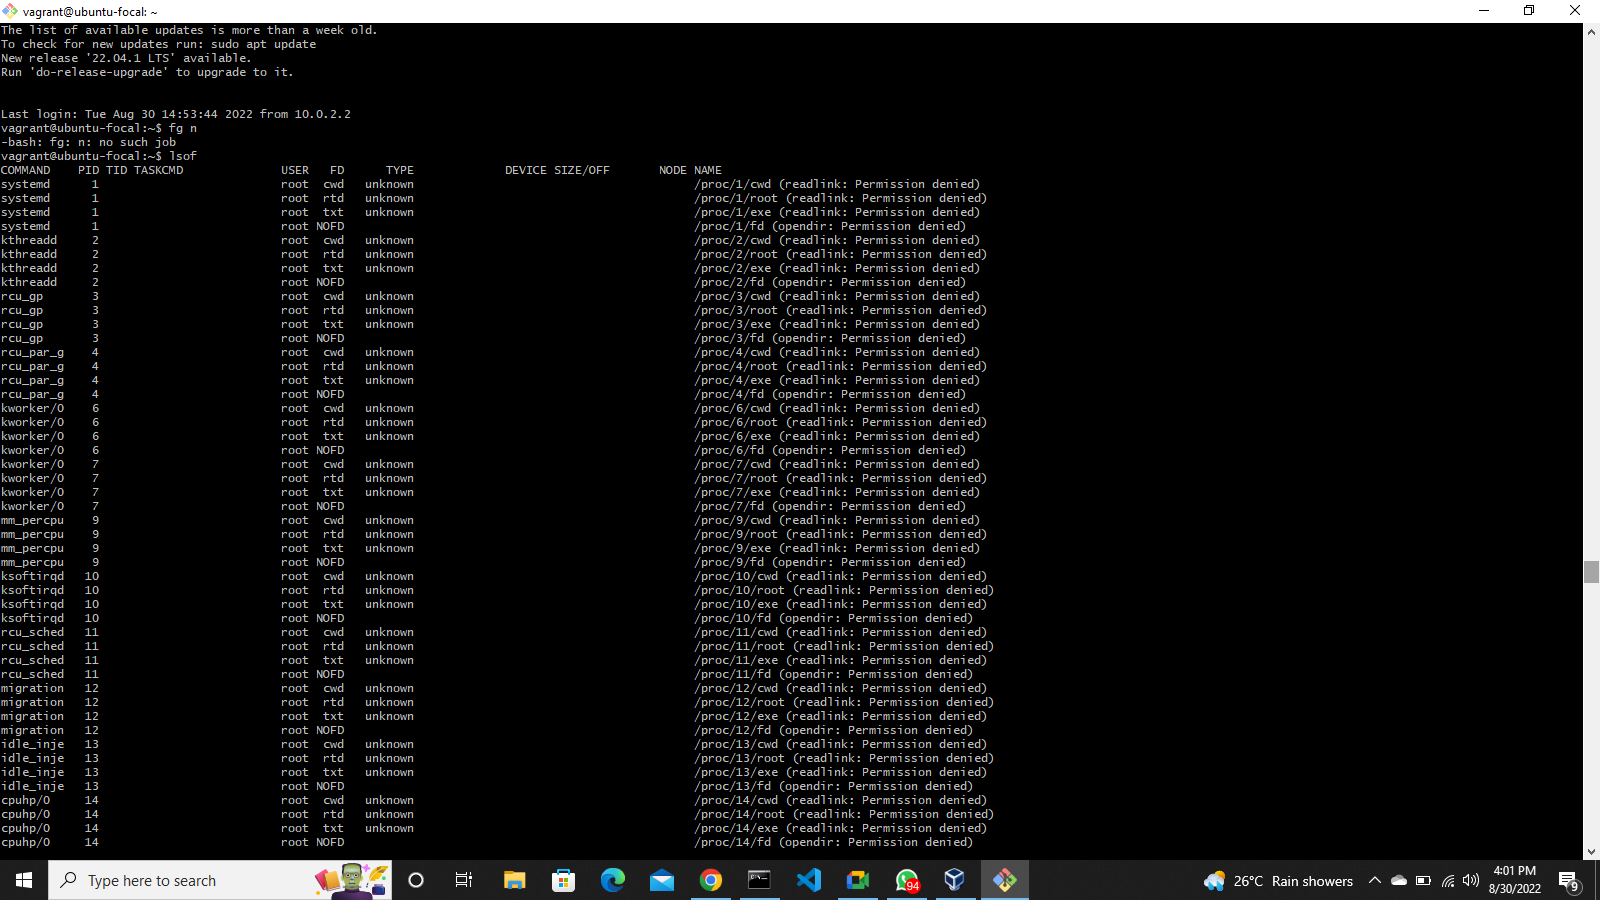 vagrant@ubuntu-focal: ~
The list of available updates is more than a week old.
To check for new updates run: sudo apt update
New release '22.04.1 LTS' available.
Run 'do-release-upgrade' to upgrade to it.
Last login: Tue Aug 30 14:53:44 2022 from 10.0.2.2
vagrant@ubuntu-focal:~$ fg n
-bash: fg: n: no such job
vagrant@ubuntu-focal:~$ lsof
COMMAND PID TID TASKCMD USER FD TYPE DEVICE SIZE/OFF NODE NAME
systemd 1 root cwd unknown /proc/1/cwd (readlink: Permission denied)
systemd 1 root rtd unknown /proc/1/root (readlink: Permission denied)
systemd 1 root txt unknown /proc/1/exe (readlink: Permission denied)
systemd 1 root NOFD /proc/1/fd (opendir: Permission denied)
kthreadd 2 root cwd unknown /proc/2/cwd (readlink: Permission denied)
kthreadd 2 root rtd unknown /proc/2/root (readlink: Permission denied)
kthreadd 2 root txt unknown /proc/2/exe (readlink: Permission denied)
kthreadd 2 root NOFD /proc/2/fd (opendir: Permission denied)
rcu_gp 3 root cwd unknown /proc/3/cwd (readlink: Permission denied)
rcu_gp 3 root rtd unknown /proc/3/root (readlink: Permission denied)
rcu_gp 3 root txt unknown /proc/3/exe (readlink: Permission denied)
rcu_gp 3 root NOFD /proc/3/fd (opendir: Permission denied)
rcu_par_g 4 root cwd unknown /proc/4/cwd (readlink: Permission denied)
rcu_par_g 4 root rtd unknown /proc/4/root (readlink: Permission denied)
rcu_par_g 4 root txt unknown /proc/4/exe (readlink: Permission denied)
rcu_par_g 4 root NOFD /proc/4/fd (opendir: Permission denied)
kworker/0 6 root cwd unknown /proc/6/cwd (readlink: Permission denied)
kworker/0 6 root rtd unknown /proc/6/root (readlink: Permission denied)
kworker/0 6 root txt unknown /proc/6/exe (readlink: Permission denied)
kworker/0 6 root NOFD /proc/6/fd (opendir: Permission denied)
kworker/0 7 root cwd unknown /proc/7/cwd (readlink: Permission denied)
kworker/0 7 root rtd unknown /proc/7/root (readlink: Permission denied)
kworker/0 7 root txt unknown /proc/7/exe (readlink: Permission denied)
kworker/0 7 root NOFD /proc/7/fd (opendir: Permission denied)
mm_percpu 9 root cwd unknown /proc/9/cwd (readlink: Permission denied)
mm_percpu 9 root rtd unknown /proc/9/root (readlink: Permission denied)
mm_percpu 9 root txt unknown /proc/9/exe (readlink: Permission denied)
mm_percpu 9 root NOFD /proc/9/fd (opendir: Permission denied)
ksoftirqd 10 root cwd unknown /proc/10/cwd (readlink: Permission denied)
ksoftirqd 10 root rtd unknown /proc/10/root (readlink: Permission denied)
ksoftirqd 10 root txt unknown /proc/10/exe (readlink: Permission denied)
ksoftirqd 10 root NOFD /proc/10/fd (opendir: Permission denied)
rcu_sched 11 root cwd unknown /proc/11/cwd (readlink: Permission denied)
rcu_sched 11 root rtd unknown /proc/11/root (readlink: Permission denied)
rcu_sched 11 root txt unknown /proc/11/exe (readlink: Permission denied)
rcu_sched 11 root NOFD /proc/11/fd (opendir: Permission denied)
migration 12 root cwd unknown /proc/12/cwd (readlink: Permission denied)
migration 12 root rtd unknown /proc/12/root (readlink: Permission denied)
migration 12 root txt unknown /proc/12/exe (readlink: Permission denied)
migration 12 root NOFD /proc/12/fd (opendir: Permission denied)
idle_inje 13 root cwd unknown /proc/13/cwd (readlink: Permission denied)
idle_inje 13 root rtd unknown /proc/13/root (readlink: Permission denied)
idle_inje 13 root txt unknown /proc/13/exe (readlink: Permission denied)
idle_inje 13 root NOFD /proc/13/fd (opendir: Permission denied)
cpuhp/0 14 root cwd unknown /proc/14/cwd (readlink: Permission denied)
cpuhp/0 14 root rtd unknown /proc/14/root (readlink: Permission denied)
cpuhp/0 14 root txt unknown /proc/14/exe (readlink: Permission denied)
cpuhp/0 14 root NOFD /proc/14/fd (opendir: Permission denied)
Type here to search
94
26°C Rain showers
4:01 PM
8/30/2022
9